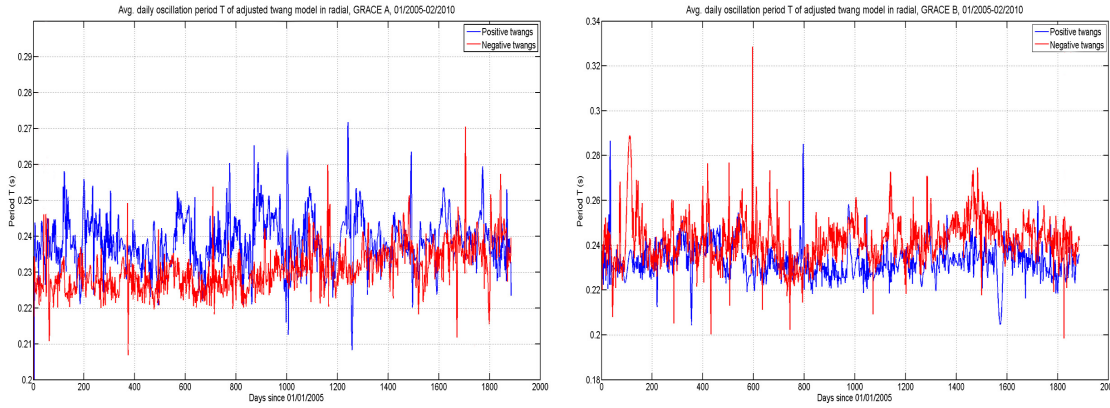 Avg. daily oscillation period T of adjusted twang model in radial, GRACE A, 01/2005-02/2010
Positive twangs
Negative twangs
0.29
0.28
0.27
0.26
0.25
0.24
0.23
0.22
0.21
0.2
Period T (s)
0 200 400 600 800 1000 1200 1400 1600 1800 2000
Days since 01/01/2005
Avg. daily oscillation period T of adjusted twang model in radial, GRACE B, 01/2005-02/2010
Positive twangs
Negative twangs
0.34
0.32
0.3
0.28
0.26
0.24
0.22
0.2
0.18
Period T (s)
0 200 400 600 800 1000 1200 1400 1600 1800 2000
Days since 01/01/2005